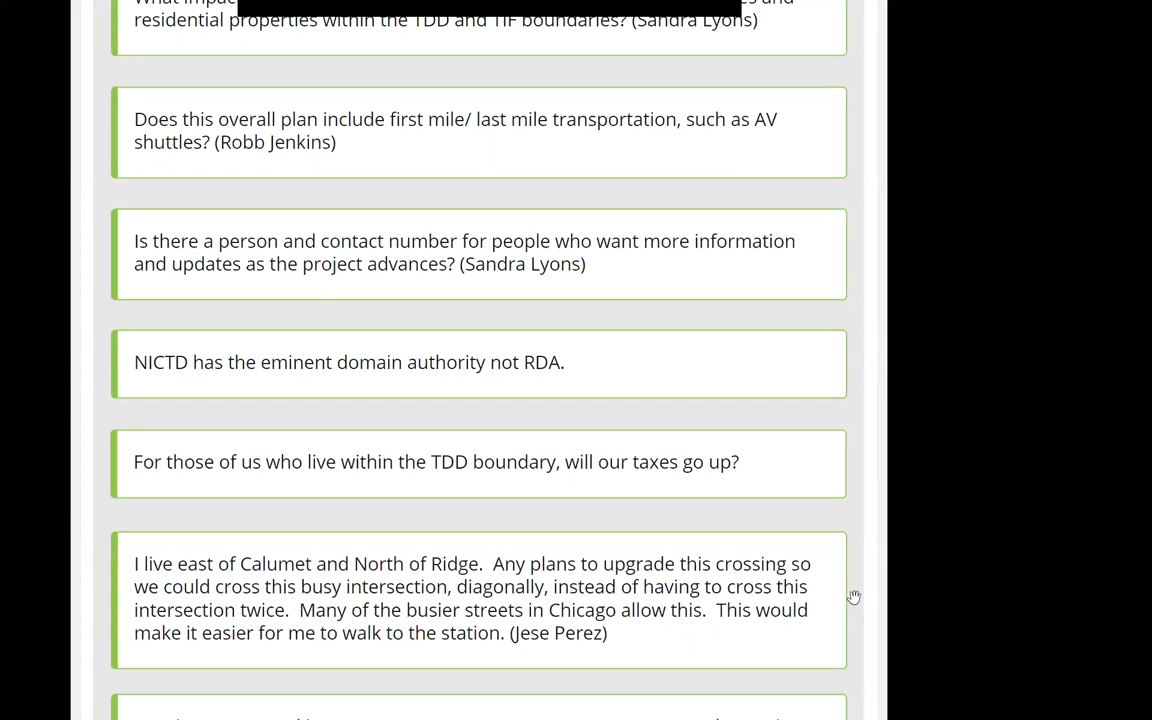 residential properties within the TDD and TIF boundaries? (Sandra Lyons)
Does this overall plan include first mile/ last mile transportation, such as AV
shuttles? (Robb Jenkins)
Is there a person and contact number for people who want more information
and updates as the project advances? (Sandra Lyons)
NICTD has the eminent domain authority not RDA.
For those of us who live within the TDD boundary, will our taxes go up?
I live east of Calumet and North of Ridge.  Any plans to upgrade this crossing so
we could cross this busy intersection, diagonally, instead of having to cross this
intersection twice.  Many of the busier streets in Chicago allow this.  This would
make it easier for me to walk to the station. (Jese Perez)